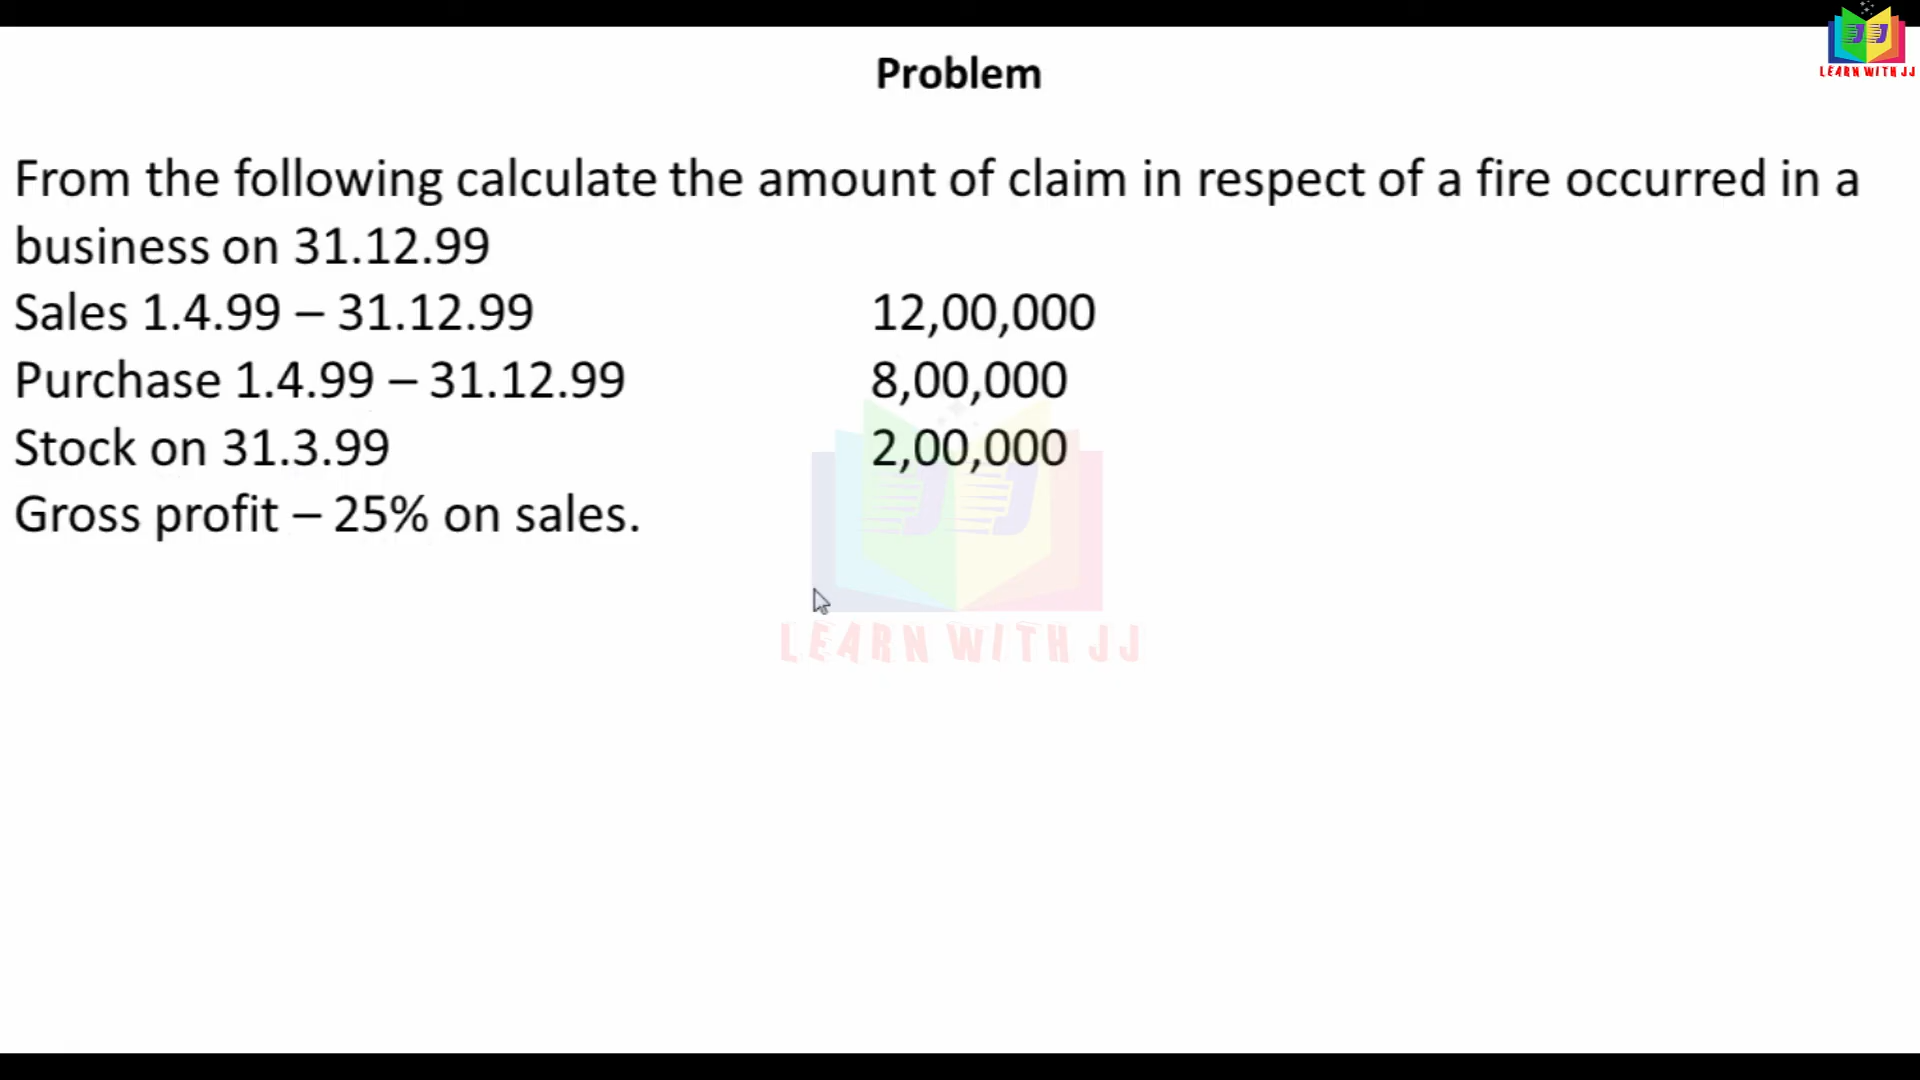 LEARN WITH JJ
Problem
From the following calculate the amount of claim in respect of a fire occurred in a
business on 31.12.99
Sales 1.4.99 – 31.12.99 12,00,000
Purchase 1.4.99 – 31.12.99 8,00,000
Stock on 31.3.99 2,00,000
Gross profit – 25% on sales.
JJ
LEARN WITH JJ